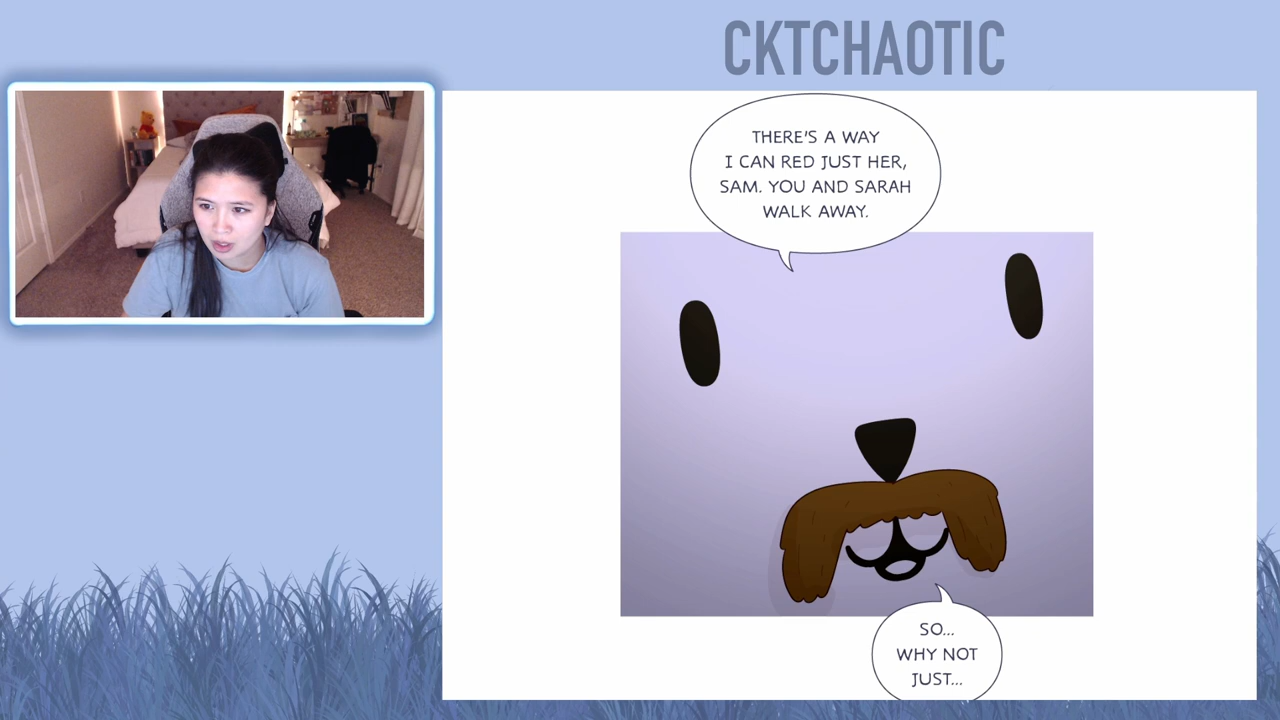 CKTCHAOTIC
THERE'S A WAY
I CAN RED JUST HER,
SAM. YOU AND SARAH
WALK AWAY.
SO...
WHY NOT
JUST...